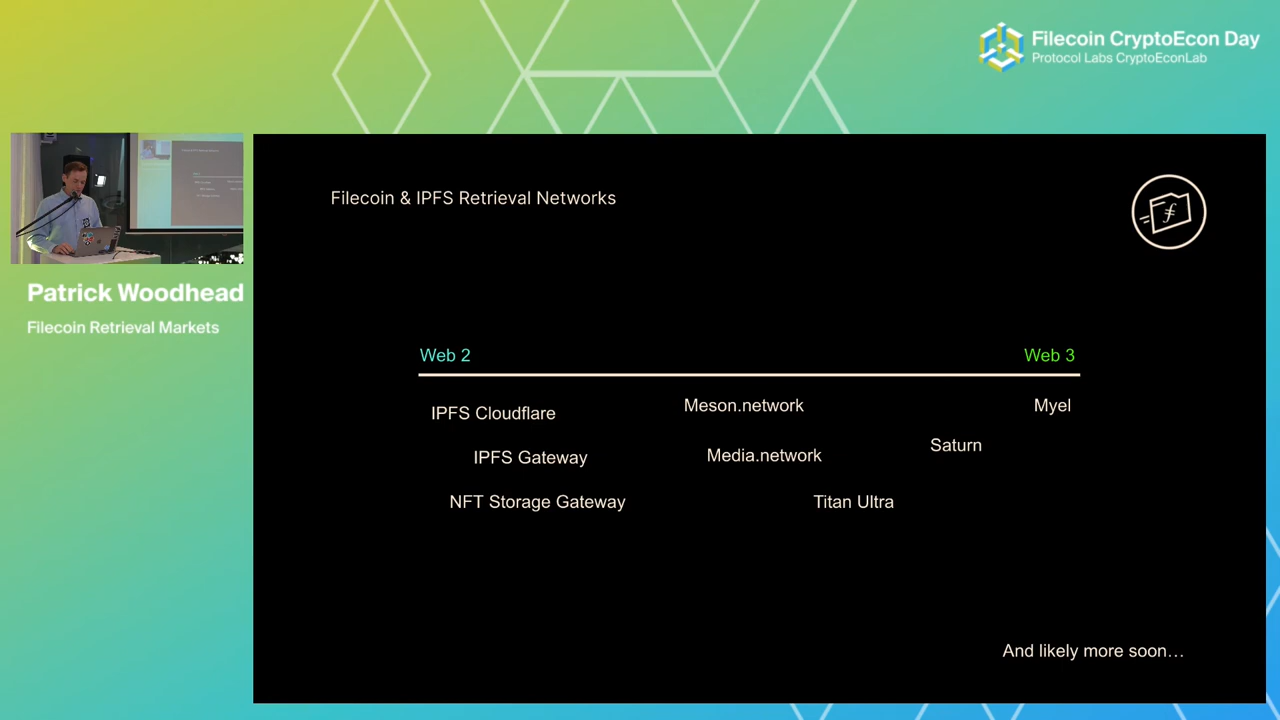 Filecoin CryptoEcon Day
Protocol Labs CryptoEconLab
Patrick Woodhead
Filecoin Retrieval Markets
Filecoin & IPFS Retrieval Networks
Web 2
Web 3
IPFS Cloudflare
Meson.network
Myel
IPFS Gateway
Media.network
Saturn
NFT Storage Gateway
Titan Ultra
And likely more soon…